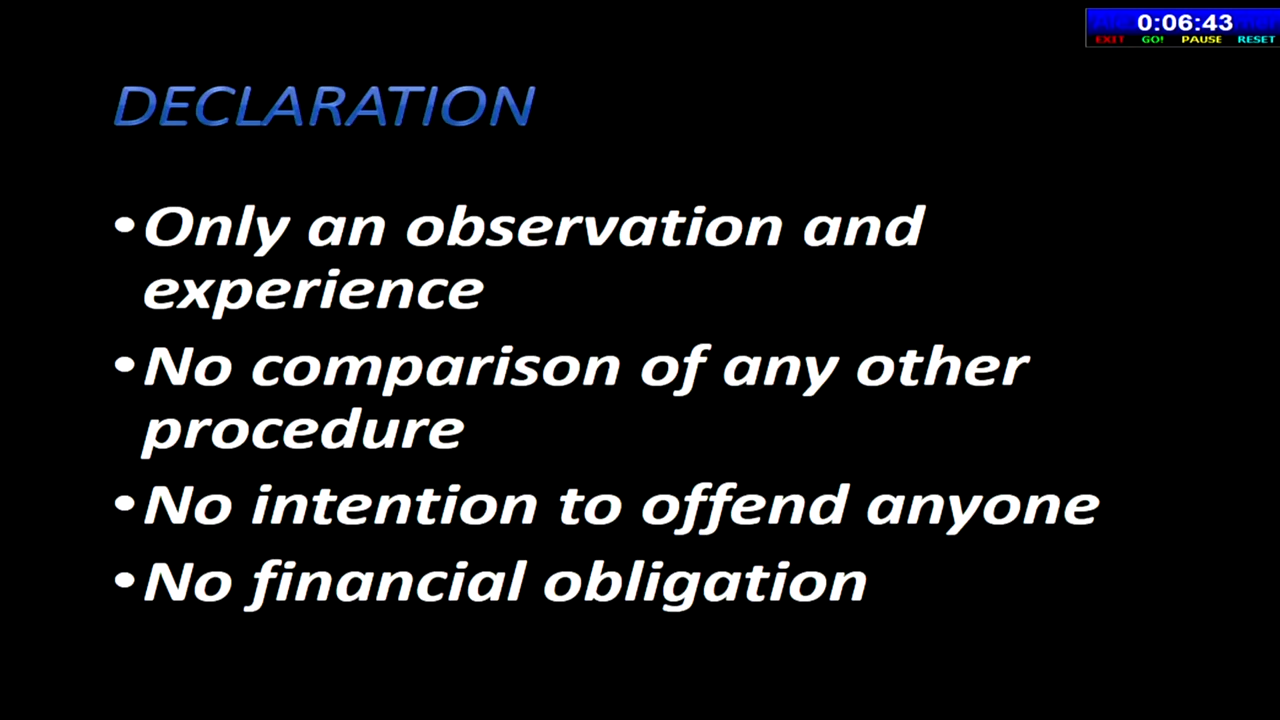 0:06:43
EXIT GO! PAUSE RESET
DECLARATION
•Only an observation and
experience
•No comparison of any other
procedure
•No intention to offend anyone
•No financial obligation